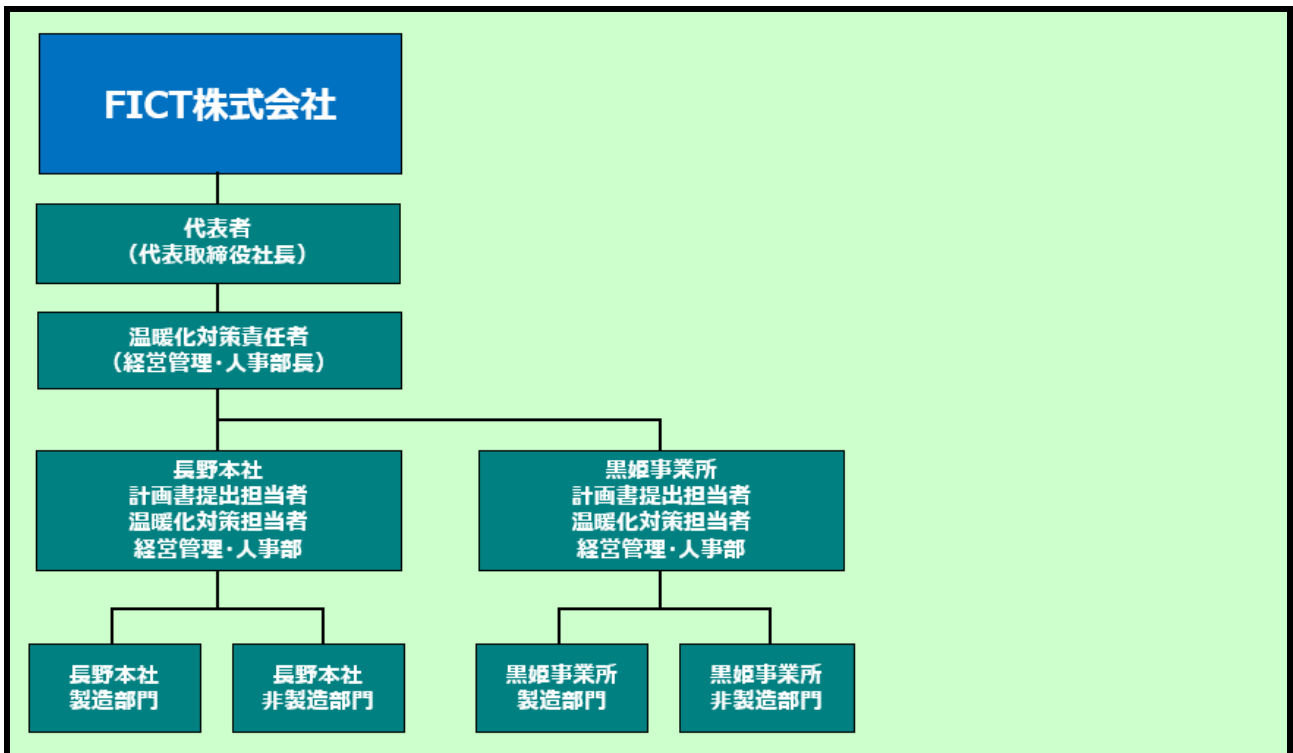 FICT株式会社
代表者
（代表取締役社長）
温暖化対策責任者
（経営管理・人事部長）
長野本社
計画書提出担当者
温暖化対策担当者
経営管理・人事部
黒姫事業所
計画書提出担当者
温暖化対策担当者
経営管理・人事部
長野本社
製造部門
長野本社
非製造部門
黒姫事業所
製造部門
黒姫事業所
非製造部門